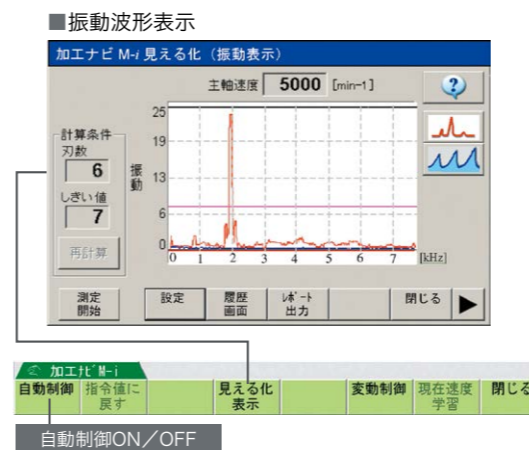 ■振動波形表示
加工ナビ M-i 見える化（振動表示）
主軸速度 5000 [min-1]
計算条件
刃数
6
しきい値
7
再計算
振動
25
19
13
6
0
0 1 2 3 4 5 6 7 [kHz]
測定開始 設定 履歴画面 レポート出力 閉じる
加工ナビ M-i
自動制御 指令値に戻す 見える化表示 変動制御 現在速度学習 閉じる
自動制御ON／OFF